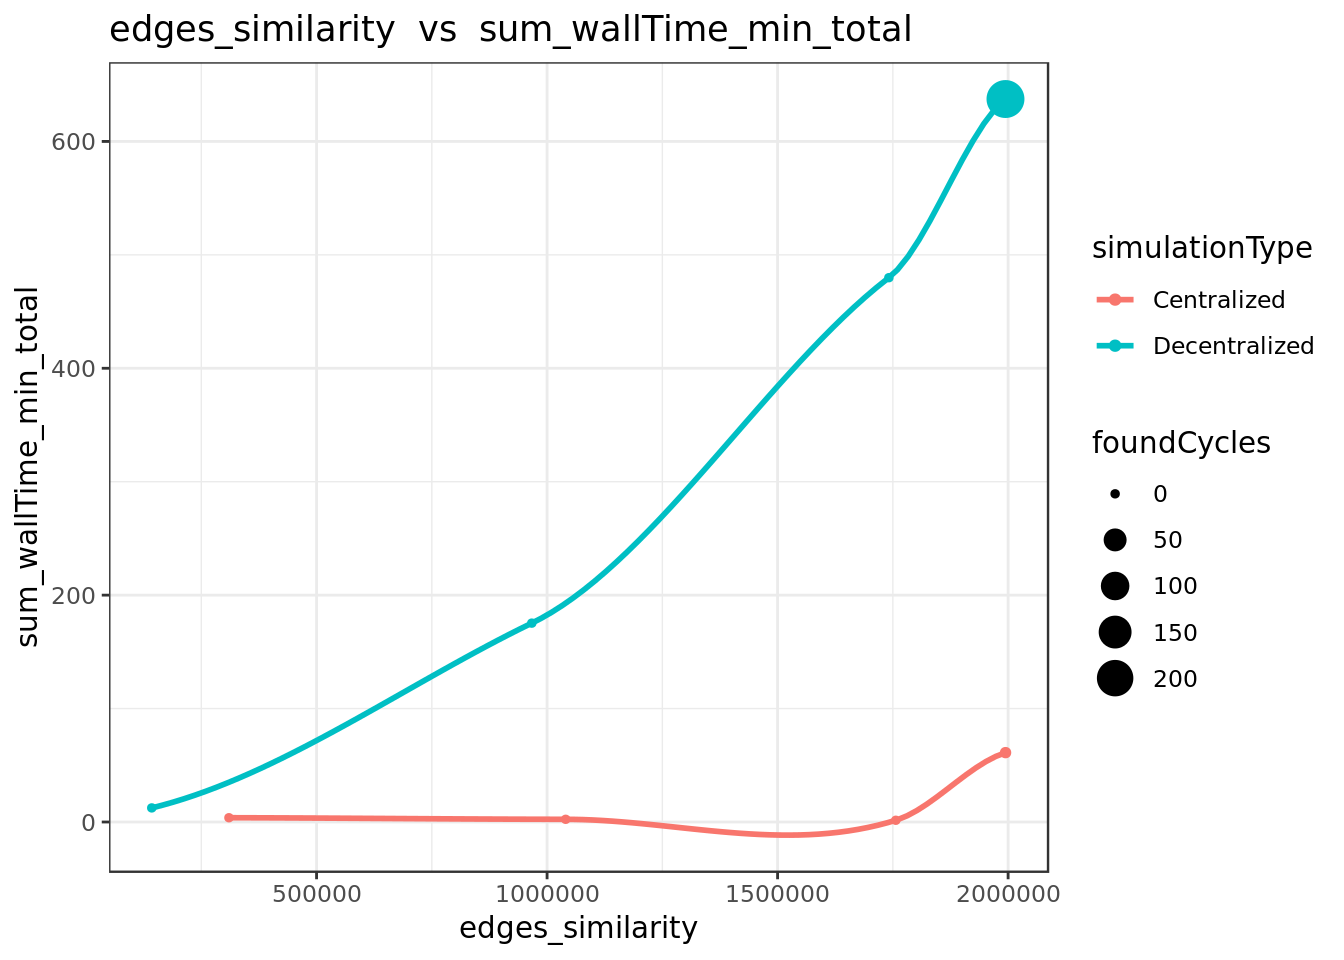 edges_similarity  vs  sum_wallTime_min_total
sum_wallTime_min_total
600
400
200
0
500000
1000000
1500000
2000000
edges_similarity
simulationType
Centralized
Decentralized
foundCycles
0
50
100
150
200